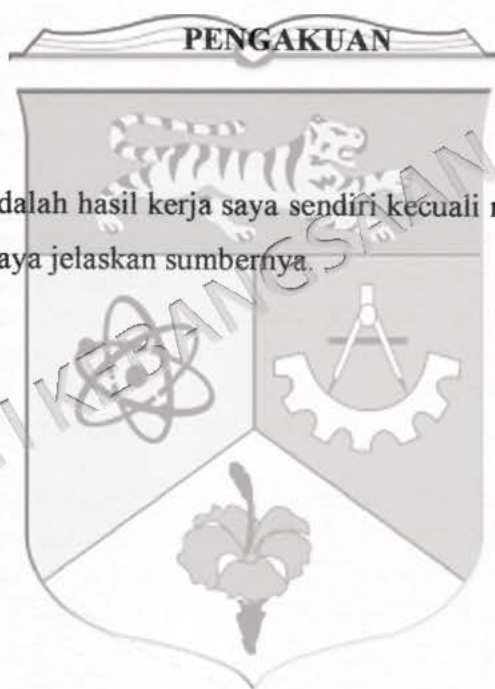 PENGAKUAN
dalah hasil kerja saya sendiri kecuali
aya jelaskan sumbernya.
I KEBANGSAAN